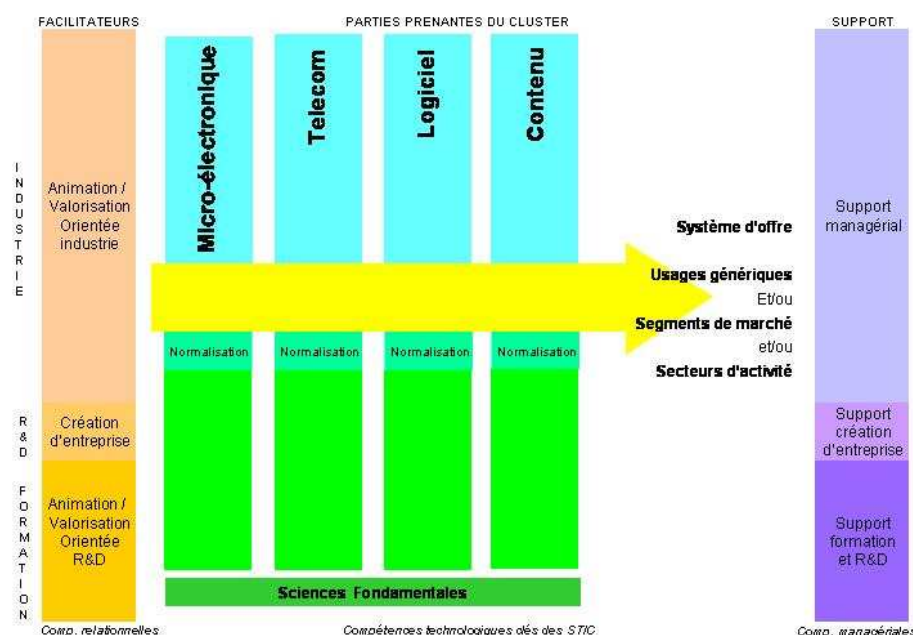 FACILITATEURS
PARTIES PRENANTES DU CLUSTER
SUPPORT
INDUSTRIE
R&D
FORMATION
Animation /
Valorisation
Orientée
industrie
Création
d'entreprise
Animation /
Valorisation
Orientée
R&D
Micro-électronique
Telecom
Logiciel
Contenu
Normalisation
Normalisation
Normalisation
Normalisation
Sciences Fondamentales
Système d'offre
Usages génériques
Et/ou
Segments de marché
et/ou
Secteurs d'activité
Support
managérial
Support
création
d'entreprise
Support
formation
et R&D
Comp. relationnelles
Compétences technologiques clés des STIC
Comp. managériales